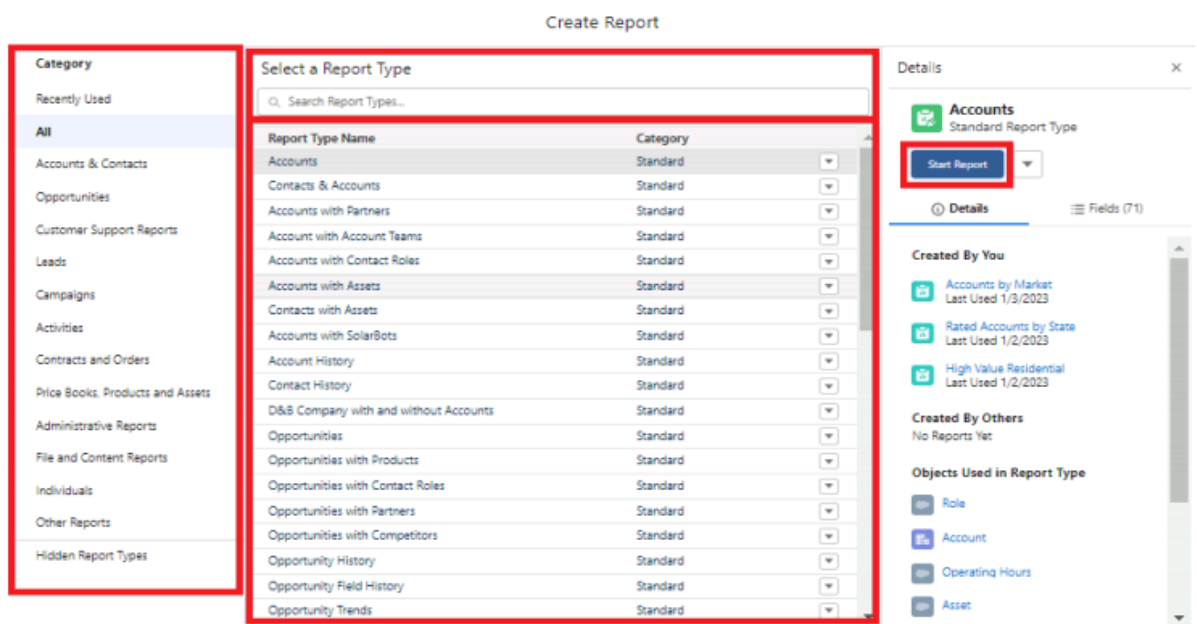 Create Report
Category
Recently Used
All
Accounts & Contacts
Opportunities
Customer Support Reports
Leads
Campaigns
Activities
Contracts and Orders
Price Books, Products and Assets
Administrative Reports
File and Content Reports
Individuals
Other Reports
Hidden Report Types
Select a Report Type
Search Report Types...
Report Type Name Category
Accounts Standard
Contacts & Accounts Standard
Accounts with Partners Standard
Account with Account Teams Standard
Accounts with Contact Roles Standard
Accounts with Assets Standard
Contacts with Assets Standard
Accounts with SolarBots Standard
Account History Standard
Contact History Standard
D&B Company with and without Accounts Standard
Opportunities Standard
Opportunities with Products Standard
Opportunities with Contact Roles Standard
Opportunities with Partners Standard
Opportunities with Competitors Standard
Opportunity History Standard
Opportunity Field History Standard
Opportunity Trends Standard
Details
Accounts
Standard Report Type
Start Report
Details Fields (71)
Created By You
Accounts by Market
Last Used 1/3/2023
Rated Accounts by State
Last Used 1/2/2023
High Value Residential
Last Used 1/2/2023
Created By Others
No Reports Yet
Objects Used in Report Type
Role
Account
Operating Hours
Asset